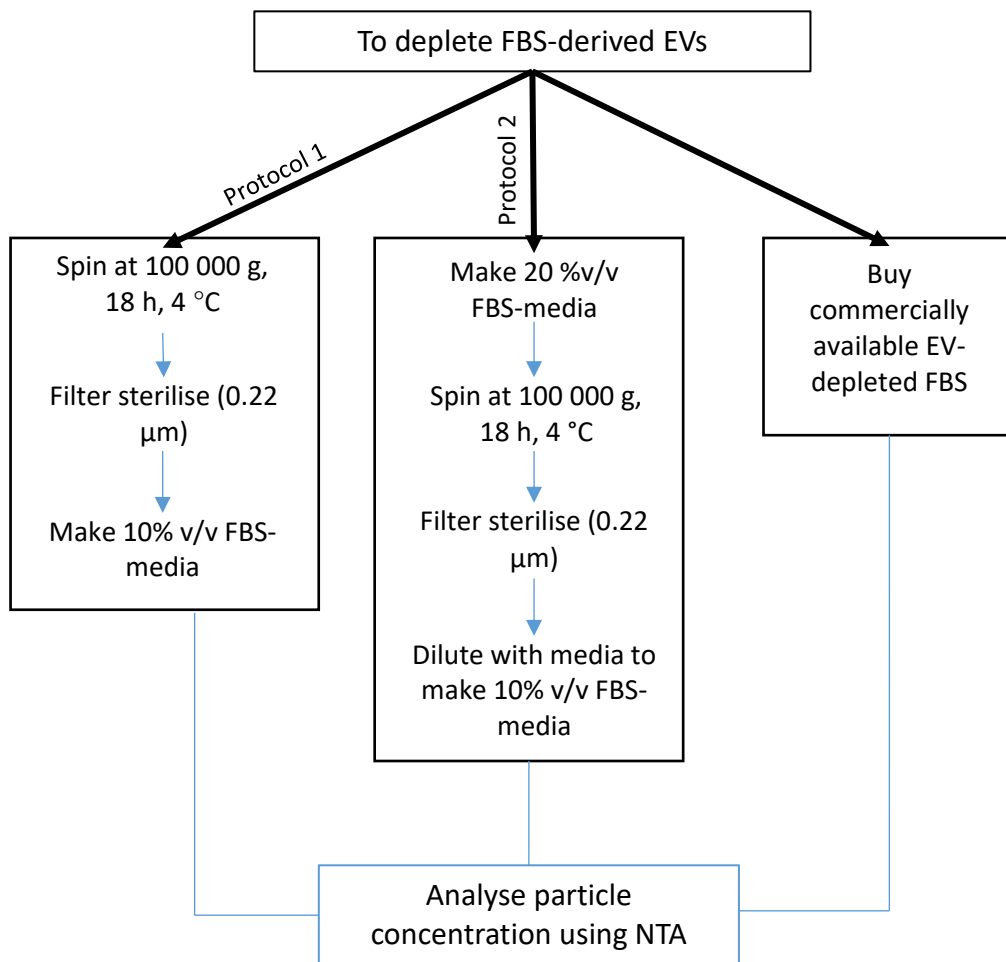 To deplete FBS-derived EVs
Protocol 1
Protocol 2
Spin at 100 000 g,
18 h, 4 °C
Filter sterilise (0.22
µm)
Make 10% v/v FBS-
media
Make 20 %v/v
FBS-media
Spin at 100 000 g,
18 h, 4 °C
Filter sterilise (0.22
µm)
Dilute with media to
make 10% v/v FBS-
media
Buy
commercially
available EV-
depleted FBS
Analyse particle
concentration using NTA